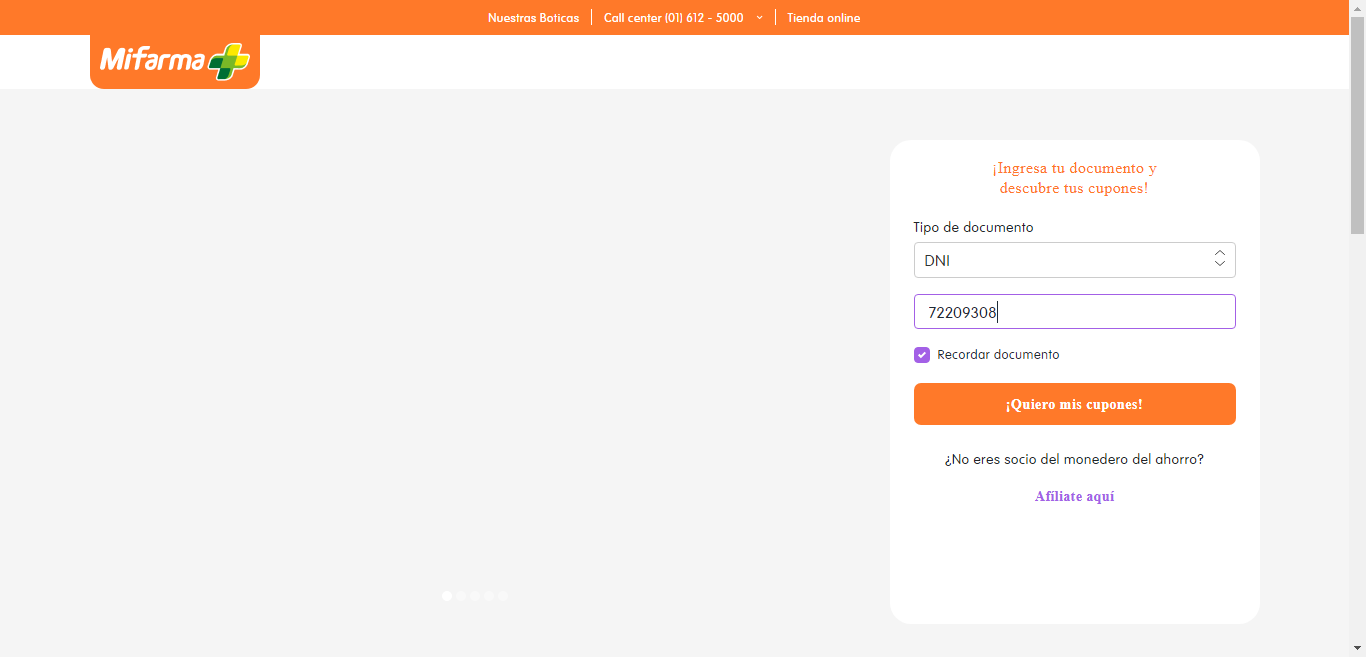 Nuestras Boticas
Call center (01) 612 - 5000
Tienda online
Mifarma
¡Ingresa tu documento y
descubre tus cupones!
Tipo de documento
DNI
72209308
Recordar documento
¡Quiero mis cupones!
¿No eres socio del monedero del ahorro?
Afíliate aquí